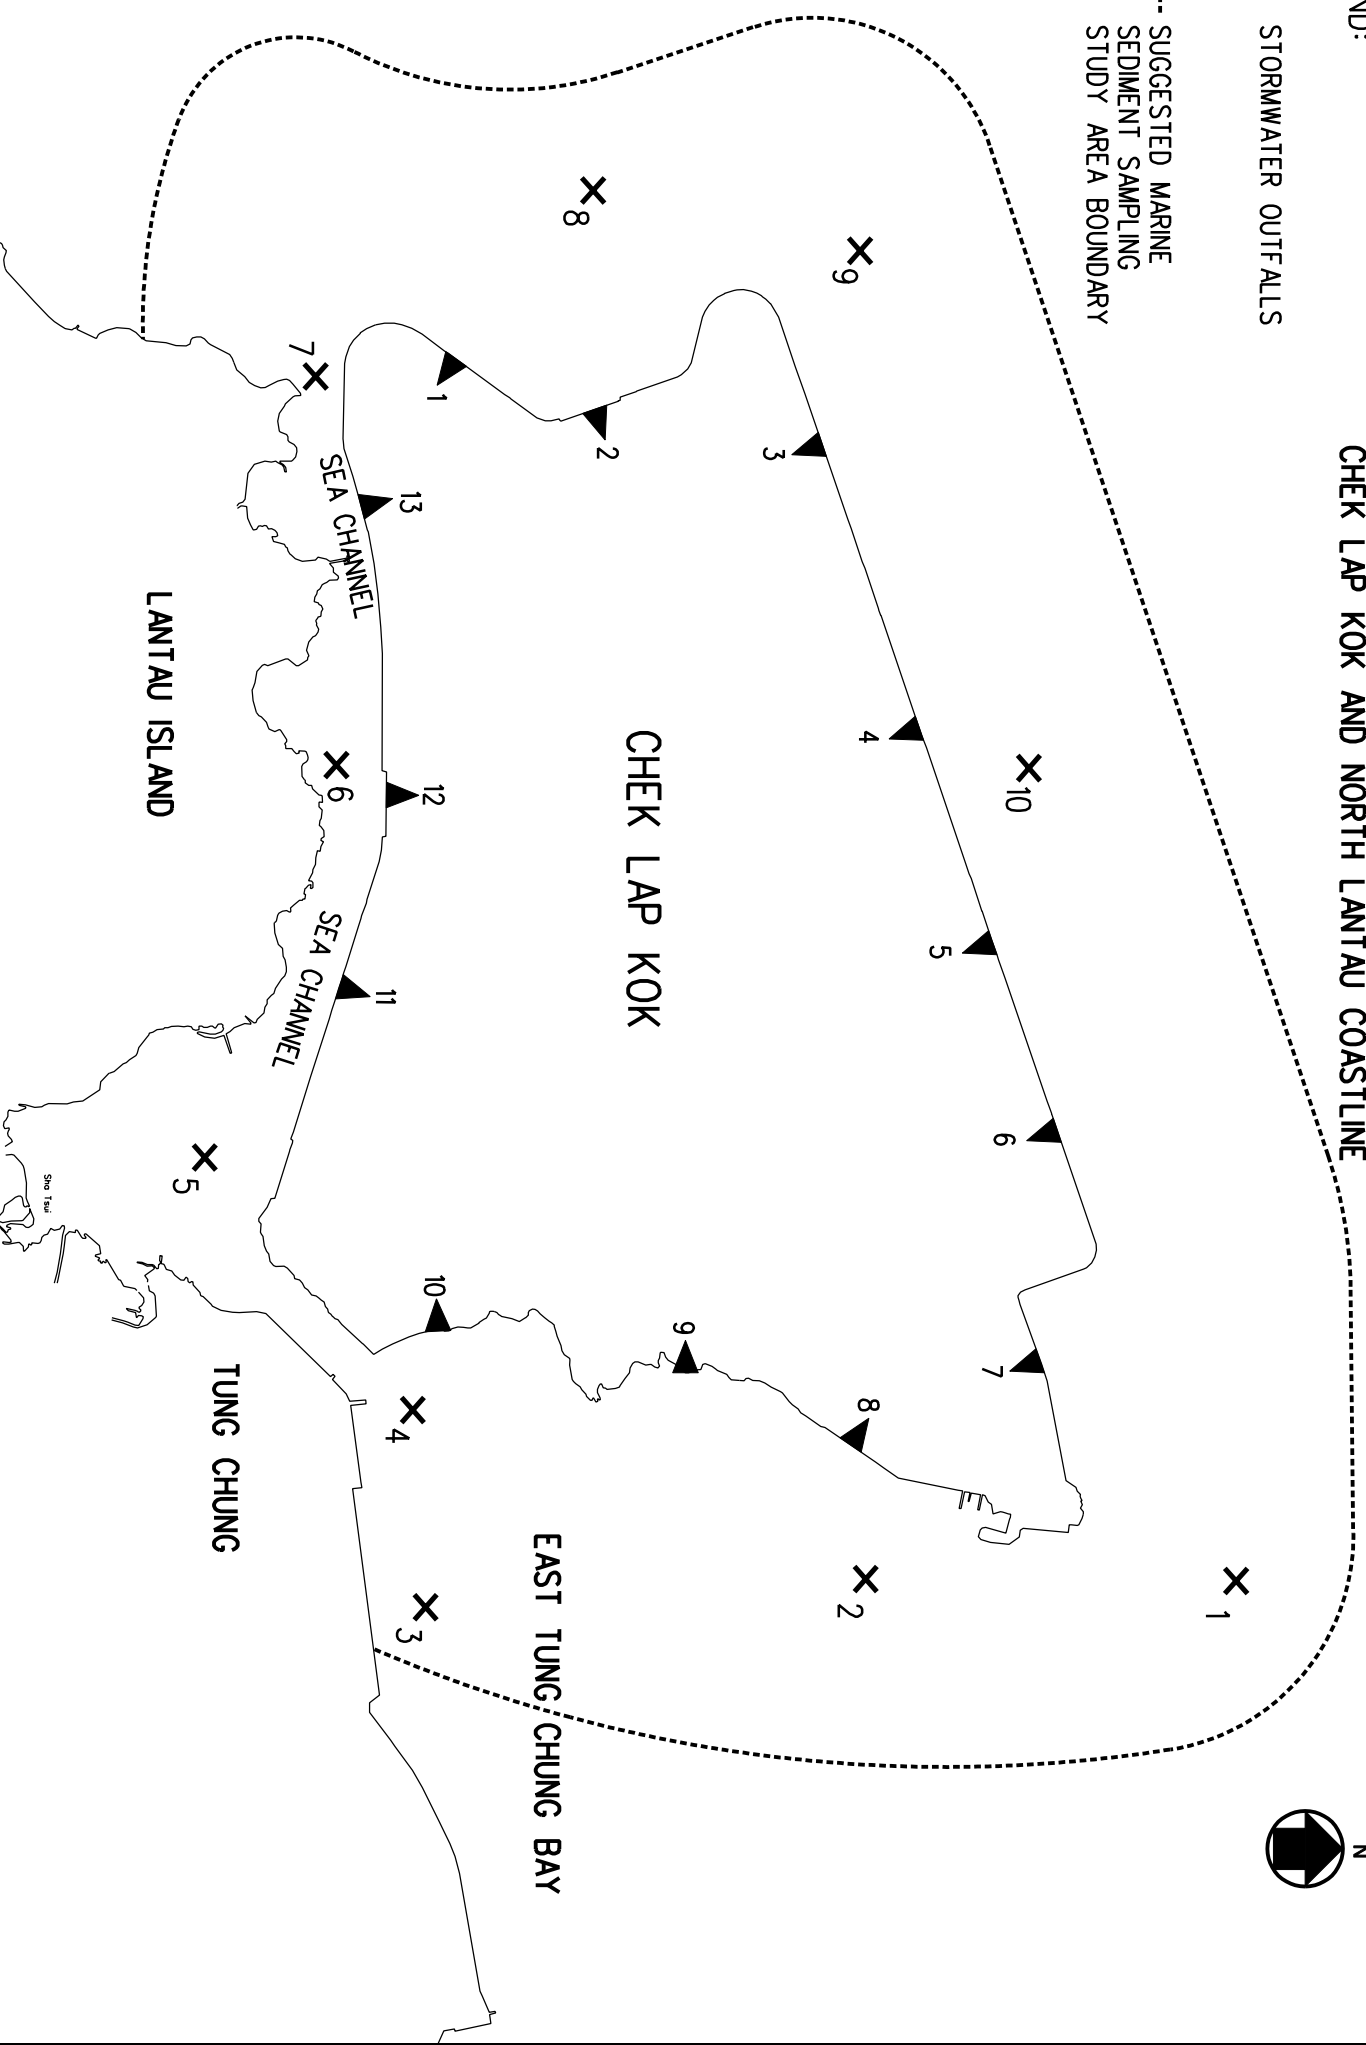 CHEK LAP KOK AND NORTH LANTAU COASTLINE
ND:
STORMWATER OUTFALLS
SUGGESTED MARINE
SEDIMENT SAMPLING
STUDY AREA BOUNDARY
N
1
10
9
8
2
3
4
5
6
7
8
9
10
2
1
CHEK LAP KOK
EAST TUNG CHUNG BAY
1
13
12
11
4
3
7
6
5
SEA CHANNEL
SEA CHANNEL
TUNG CHUNG
LANTAU ISLAND
Sha Tsui